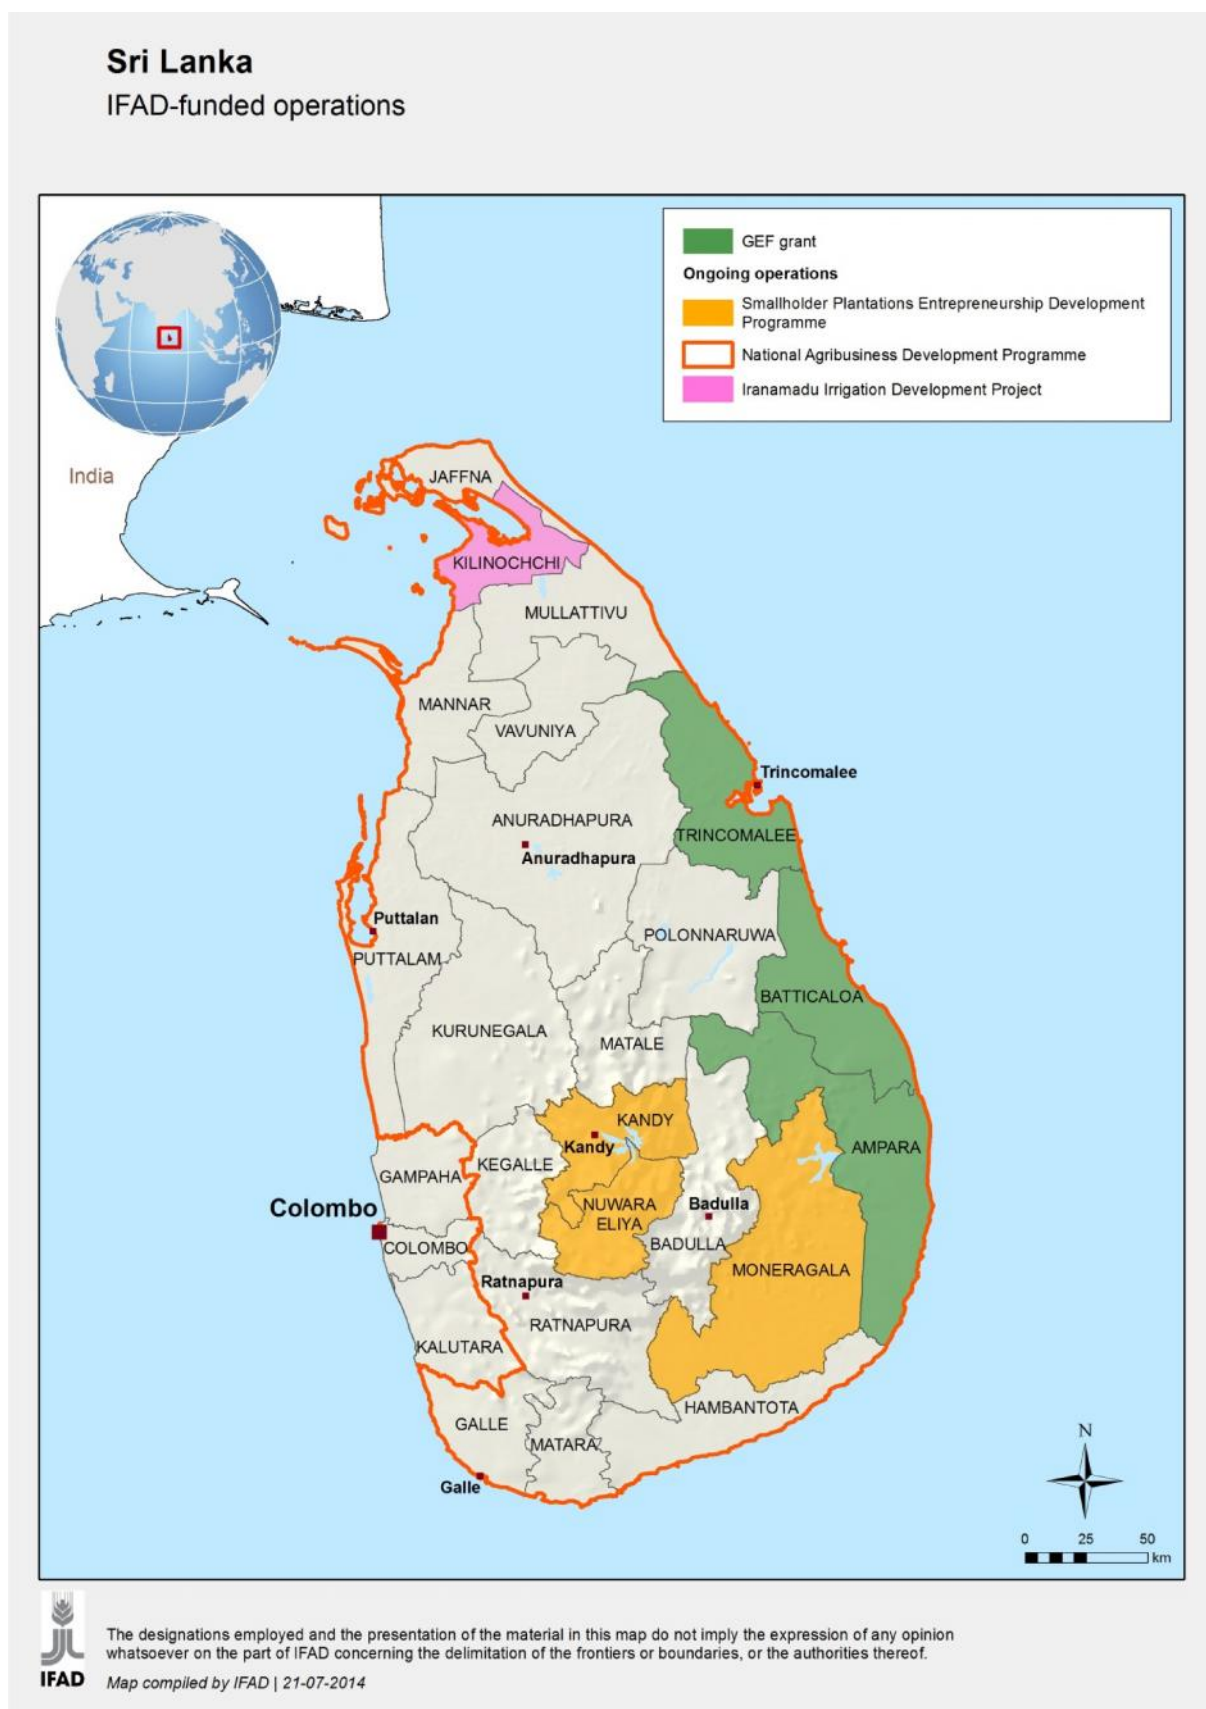 Sri Lanka
IFAD-funded operations
GEF grant
Ongoing operations
Smallholder Plantations Entrepreneurship Development
Programme
National Agribusiness Development Programme
Iranamadu Irrigation Development Project
India
JAFFNA
KILINOCHCHI
MULLATTIVU
MANNAR
VAVUNIYA
Trincomalee
ANURADHAPURA
TRINCOMALEE
Anuradhapura
Puttalan
POLONNARUWA
PUTTALAM
BATTICALOA
KURUNEGALA
MATALE
KANDY
Kandy
AMPARA
KEGALLE
GAMPAHA
Colombo
NUWARA
ELIYA
Badulla
COLOMBO
BADULLA
MONERAGALA
Ratnapura
RATNAPURA
KALUTARA
HAMBANTOTA
GALLE
MATARA
Galle
N
0 25 50
km
The designations employed and the presentation of the material in this map do not imply the expression of any opinion
whatsoever on the part of IFAD concerning the delimitation of the frontiers or boundaries, or the authorities thereof.
IFAD
Map compiled by IFAD | 21-07-2014